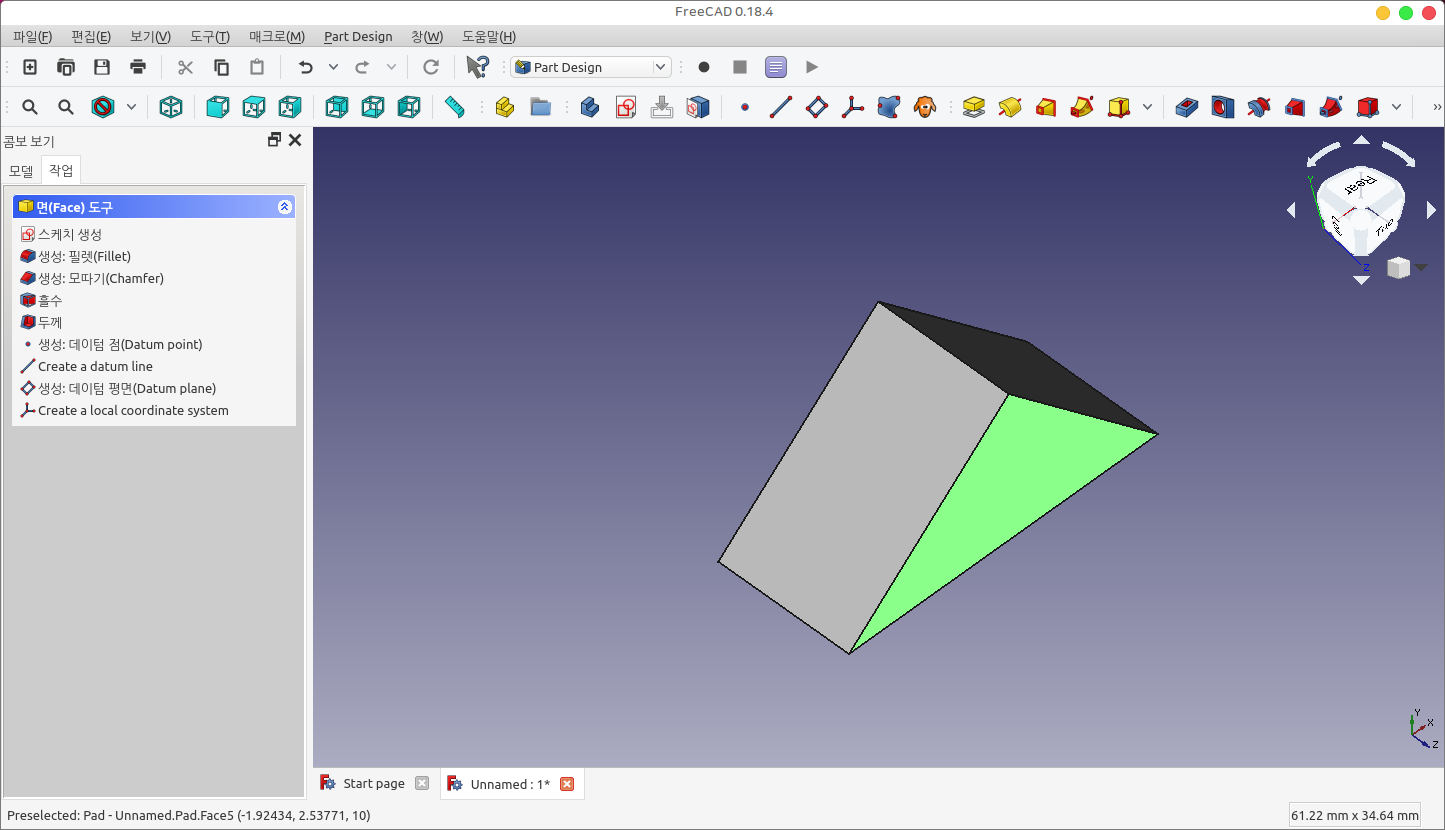 FreeCAD 0.18.4
파일(F) 편집(E) 보기(V) 도구(T) 매크로(M) Part Design 창(W) 도움말(H)
Part Design
콤보 보기
모델 작업
면(Face) 도구
스케치 생성
생성: 필렛(Fillet)
생성: 모따기(Chamfer)
홀수
두께
생성: 데이텀 점(Datum point)
Create a datum line
생성: 데이텀 평면(Datum plane)
Create a local coordinate system
Rear
Y
Z
Y
X
Z
Start page
Unnamed : 1*
Preselected: Pad - Unnamed.Pad.Face5 (-1.92434, 2.53771, 10)
61.22 mm x 34.64 mm